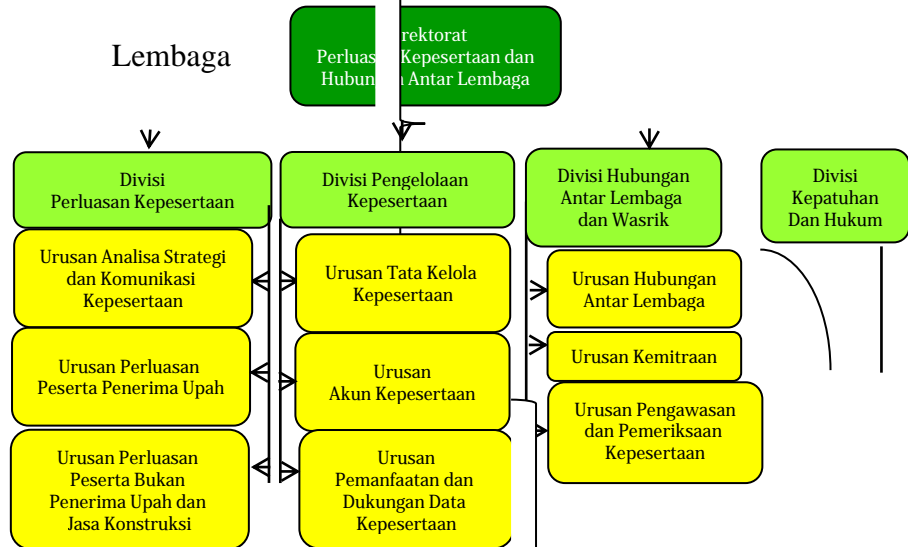 Lembaga
rektorat
Perluas Kepesertaan dan
Hubun Antar Lembaga
Divisi
Perluasan Kepesertaan
Divisi Pengelolaan
Kepesertaan
Divisi Hubungan
Antar Lembaga
dan Wasrik
Divisi
Kepatuhan
Dan Hukum
Urusan Analisa Strategi
dan Komunikasi
Kepesertaan
Urusan Tata Kelola
Kepesertaan
Urusan Hubungan
Antar Lembaga
Urusan Perluasan
Peserta Penerima Upah
Urusan
Akun Kepesertaan
Urusan Kemitraan
Urusan Pengawasan
dan Pemeriksaan
Kepesertaan
Urusan Perluasan
Peserta Bukan
Penerima Upah dan
Jasa Konstruksi
Urusan
Pemanfaatan dan
Dukungan Data
Kepesertaan